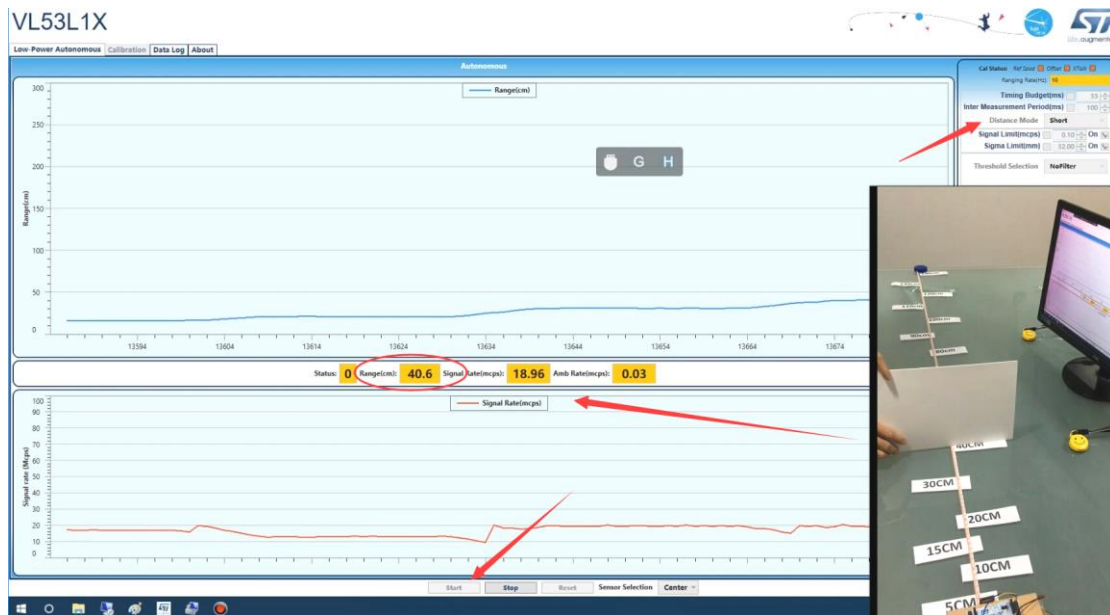 VL53L1X
ST
life.augmented
Low-Power Autonomous Calibration Data Log About
Autonomous
Cal Status: Ref Spad Offset XTalk
Ranging Rate(Hz) 10
Timing Budget(ms) 33
Inter Measurement Period(ms) 100
Distance Mode Short
Signal Limit(mcps) 0.10 On
Sigma Limit(mm) 32.00 On
Threshold Selection NoFilter
Range(cm)
300
250
200
150
100
50
0
Range(cm)
G H
13594 13604 13614 13624 13634 13644 13654 13664 13674
Status: 0 Range(cm): 40.6 Signal Rate(mcps): 18.96 Amb Rate(mcps): 0.03
Signal Rate(mcps)
100
90
80
70
60
50
40
30
20
10
0
Signal rate (Mcps)
Start Stop Reset Sensor Selection Center
80CM
40CM
30CM
20CM
15CM
10CM
5CM